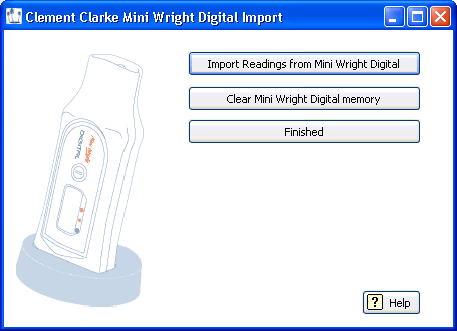 Clement Clarke Mini Wright Digital Import
Import Readings from Mini Wright Digital
Clear Mini Wright Digital memory
Finished
DIGITAL
? Help